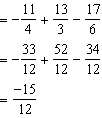 = -11/4 + 13/3 - 17/6
= -33/12 + 52/12 - 34/12
= -15/12